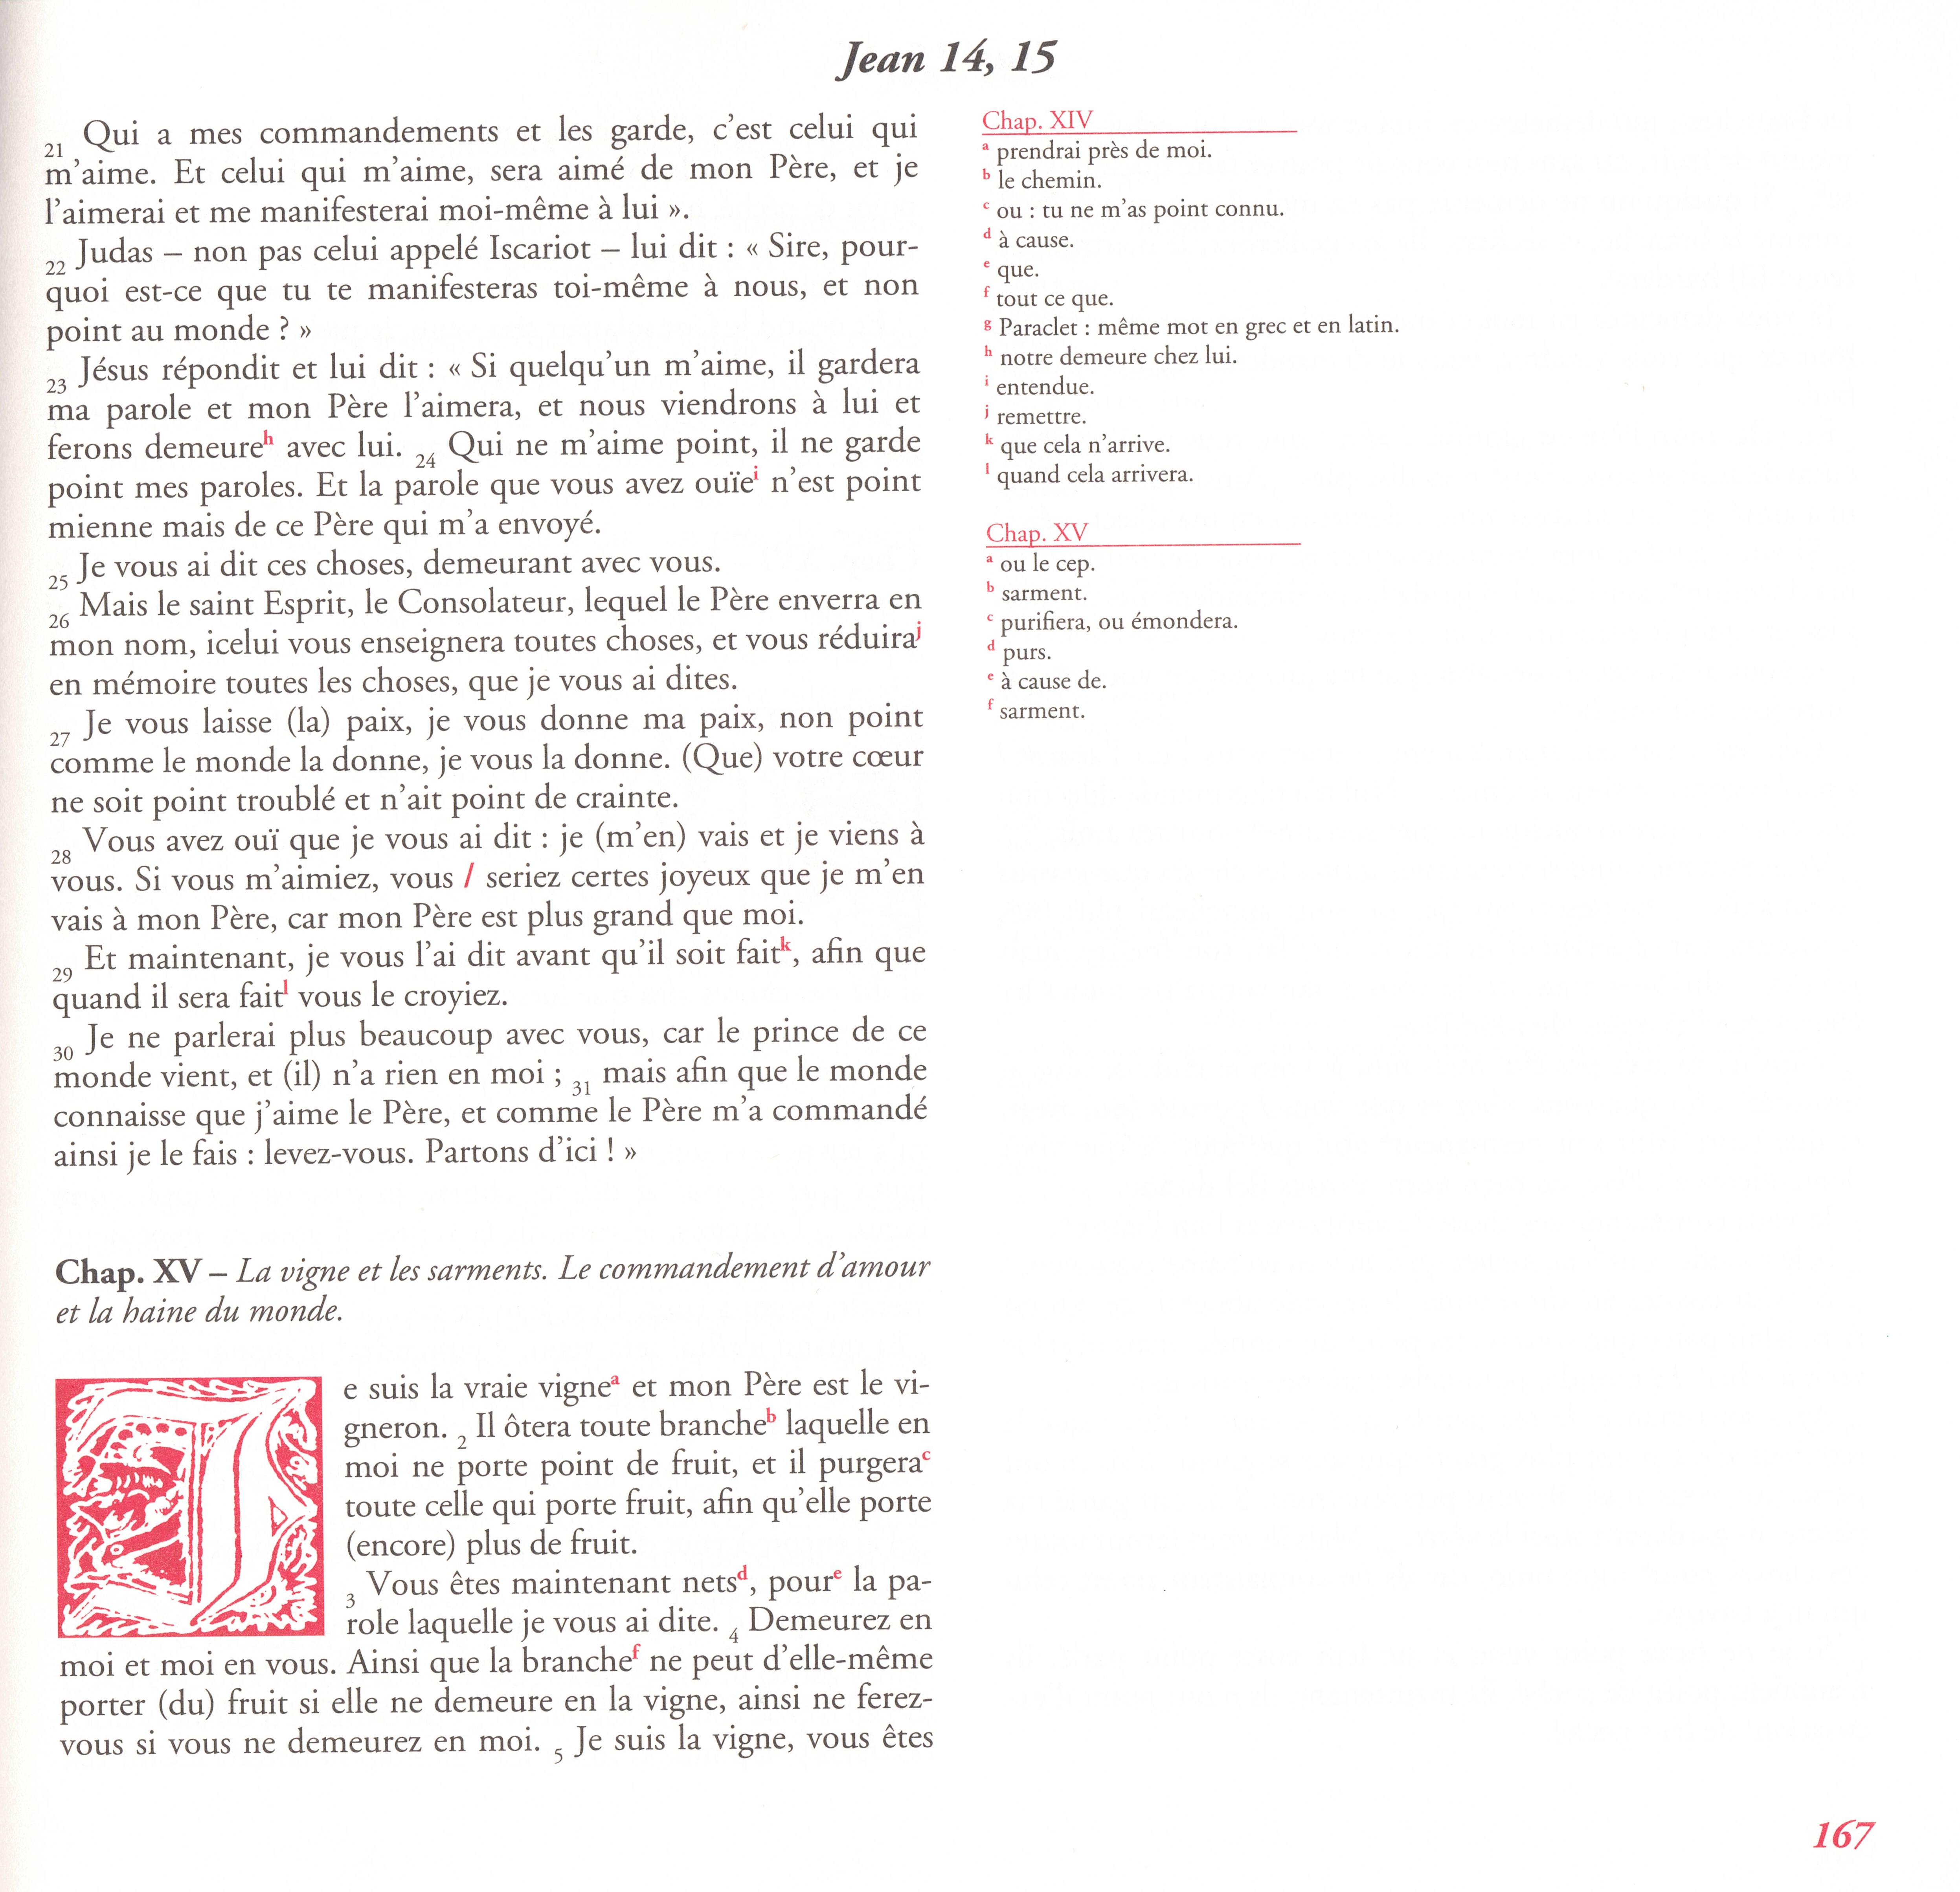 Jean 14, 15
21 Qui a mes commandements et les garde, c'est celui qui
m'aime. Et celui qui m'aime, sera aimé de mon Père, et je
l'aimerai et me manifesterai moi-même à lui ».
22 Judas – non pas celui appelé Iscariot – lui dit : « Sire, pour-
quoi est-ce que tu te manifesteras toi-même à nous, et non
point au monde ? »
23 Jésus répondit et lui dit : « Si quelqu'un m'aime, il gardera
ma parole et mon Père l'aimera, et nous viendrons à lui et
ferons demeureh avec lui. 24 Qui ne m'aime point, il ne garde
point mes paroles. Et la parole que vous avez ouïei n'est point
mienne mais de ce Père qui m'a envoyé.
25 Je vous ai dit ces choses, demeurant avec vous.
26 Mais le saint Esprit, le Consolateur, lequel le Père enverra en
mon nom, icelui vous enseignera toutes choses, et vous réduiraj
en mémoire toutes les choses, que je vous ai dites.
27 Je vous laisse (la) paix, je vous donne ma paix, non point
comme le monde la donne, je vous la donne. (Que) votre cœur
ne soit point troublé et n'ait point de crainte.
28 Vous avez ouï que je vous ai dit : je (m'en) vais et je viens à
vous. Si vous m'aimiez, vous / seriez certes joyeux que je m'en
vais à mon Père, car mon Père est plus grand que moi.
29 Et maintenant, je vous l'ai dit avant qu'il soit faitk, afin que
quand il sera faitl vous le croyiez.
30 Je ne parlerai plus beaucoup avec vous, car le prince de ce
monde vient, et (il) n'a rien en moi ; 31 mais afin que le monde
connaisse que j'aime le Père, et comme le Père m'a commandé
ainsi je le fais : levez-vous. Partons d'ici ! »
Chap. XV – La vigne et les sarments. Le commandement d'amour
et la haine du monde.
Je suis la vraie vignea et mon Père est le vi-
gneron. 2 Il ôtera toute brancheb laquelle en
moi ne porte point de fruit, et il purgerac
toute celle qui porte fruit, afin qu'elle porte
(encore) plus de fruit.
3 Vous êtes maintenant netsd, poure la pa-
role laquelle je vous ai dite. 4 Demeurez en
moi et moi en vous. Ainsi que la branchef ne peut d'elle-même
porter (du) fruit si elle ne demeure en la vigne, ainsi ne ferez-
vous si vous ne demeurez en moi. 5 Je suis la vigne, vous êtes
Chap. XIV
a prendrai près de moi.
b le chemin.
c ou : tu ne m'as point connu.
d à cause.
e que.
f tout ce que.
g Paraclet : même mot en grec et en latin.
h notre demeure chez lui.
i entendue.
j remettre.
k que cela n'arrive.
l quand cela arrivera.
Chap. XV
a ou le cep.
b sarment.
c purifiera, ou émondera.
d purs.
e à cause de.
f sarment.
167